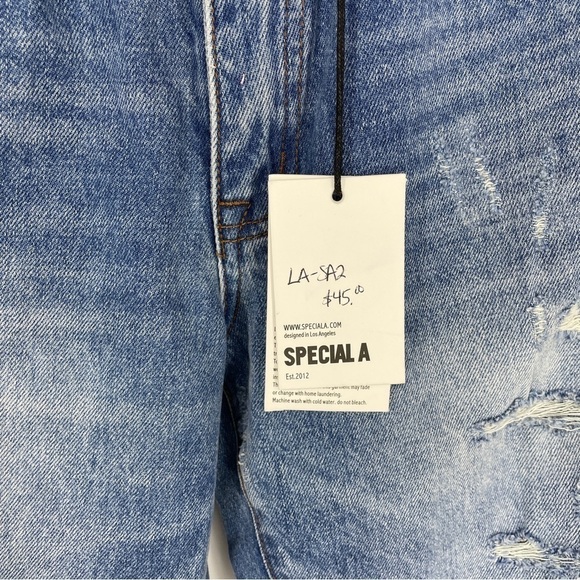 LA-SA2
$45.00
WWW.SPECIALA.COM
designed in Los Angeles
SPECIAL A
Est.2012
garment may fade
or change with home laundering.
Machine wash with cold water. do not bleach.